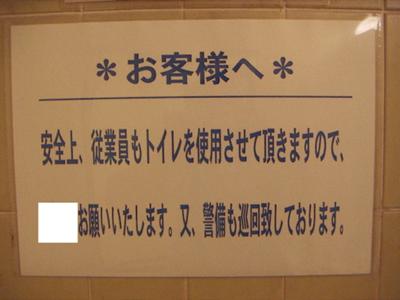 ＊お客様へ＊
安全上、従業員もトイレを使用させて頂きますので、
お願いいたします。又、警備も巡回致しております。